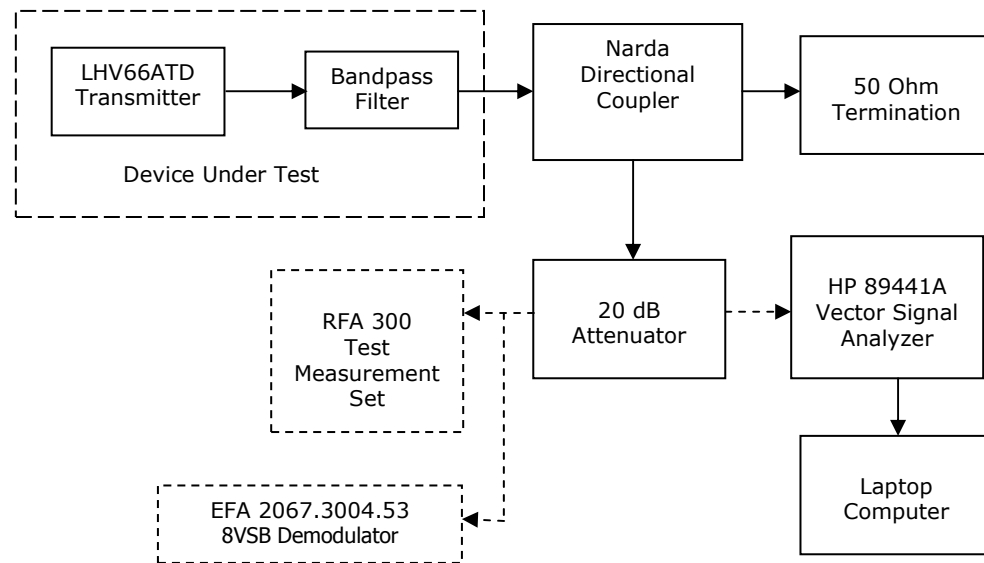 LHV66ATD
Transmitter
Bandpass
Filter
Device Under Test
Narda
Directional
Coupler
50 Ohm
Termination
RFA 300
Test
Measurement
Set
20 dB
Attenuator
HP 89441A
Vector Signal
Analyzer
EFA 2067.3004.53
8VSB Demodulator
Laptop
Computer